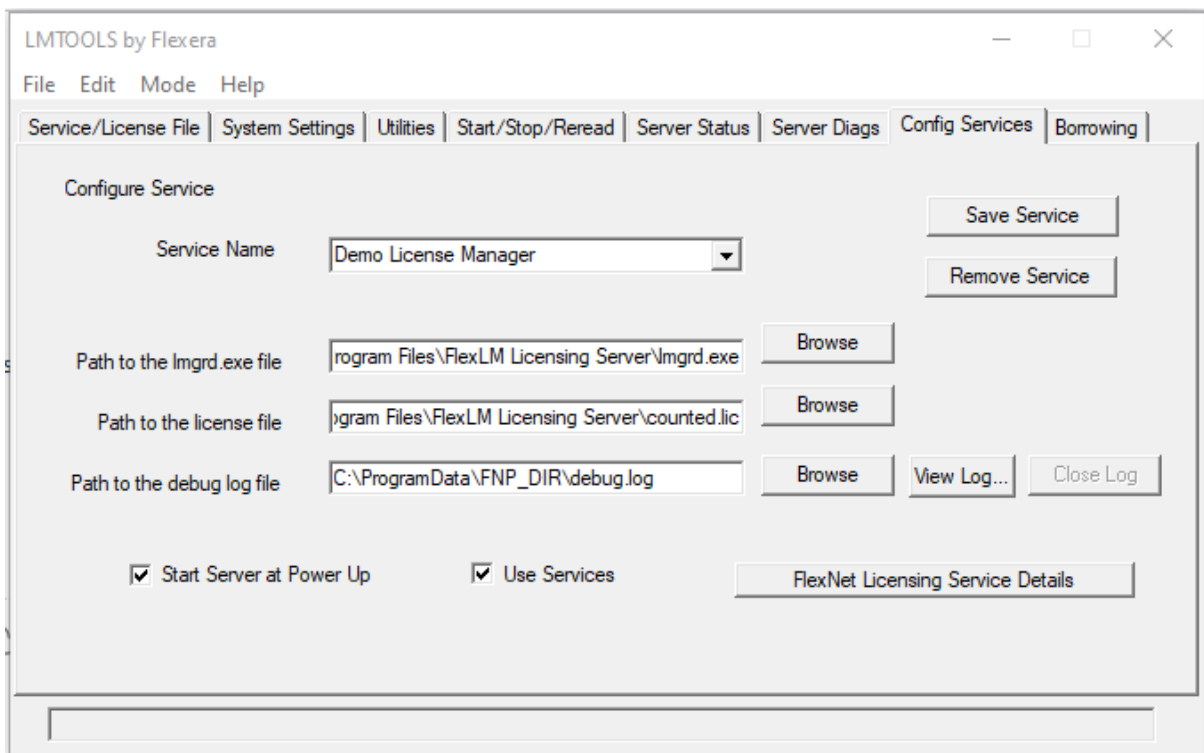 LMTOOLS by Flexera
File Edit Mode Help
Service/License File System Settings Utilities Start/Stop/Reread Server Status Server Diags Config Services Borrowing
Configure Service
Save Service
Service Name Demo License Manager
Remove Service
Path to the lmgrd.exe file rogram Files\FlexLM Licensing Server\lmgrd.exe Browse
Path to the license file ogram Files\FlexLM Licensing Server\counted.lic Browse
Path to the debug log file C:\ProgramData\FNP_DIR\debug.log Browse View Log... Close Log
Start Server at Power Up Use Services FlexNet Licensing Service Details